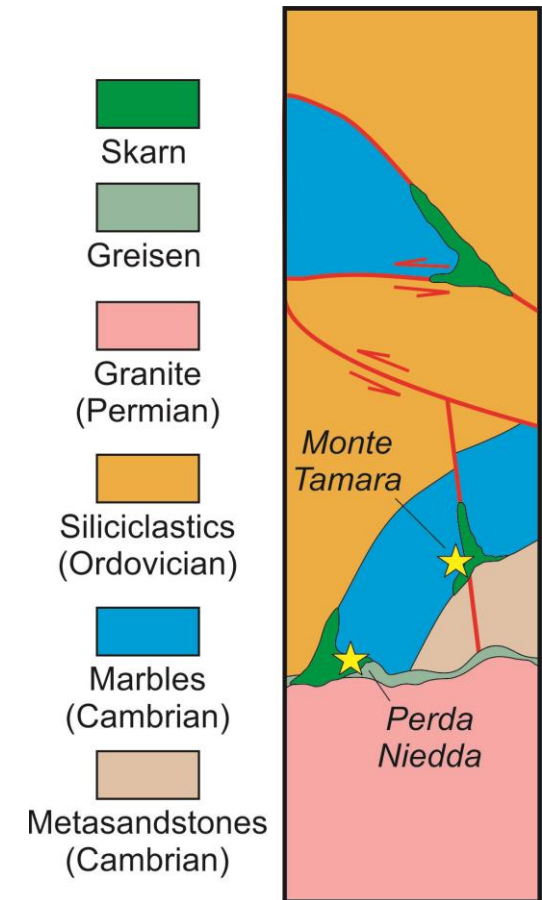 Skarn
Greisen
Granite
(Permian)
Siliciclastics
(Ordovician)
Marbles
(Cambrian)
Metasandstones
(Cambrian)
Monte
Tamara
Perda
Niedda